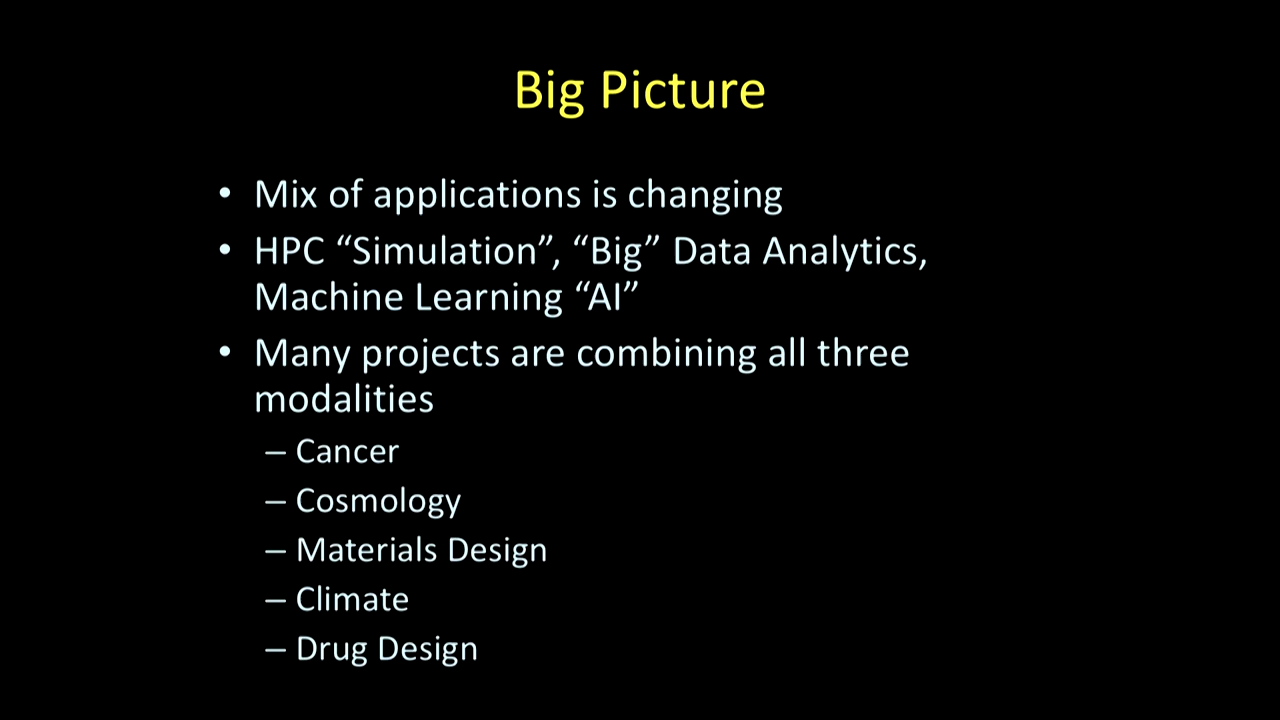 Big Picture
• Mix of applications is changing
• HPC “Simulation”, “Big” Data Analytics,
Machine Learning “AI”
• Many projects are combining all three
modalities
– Cancer
– Cosmology
– Materials Design
– Climate
– Drug Design